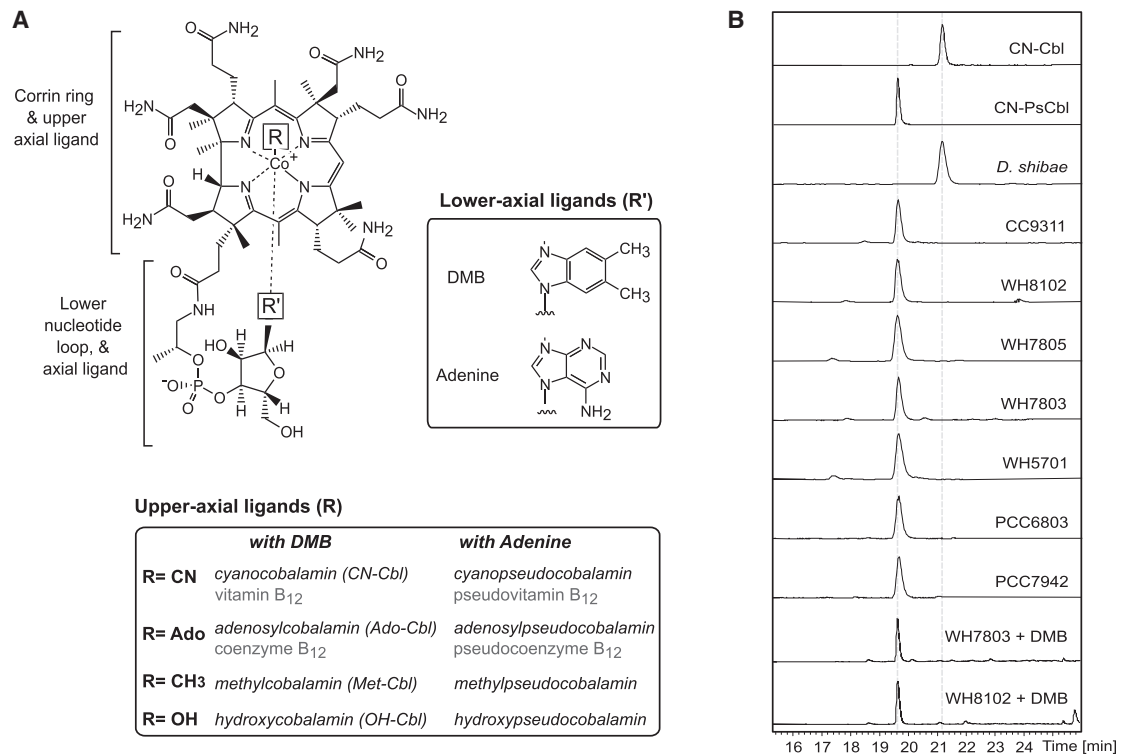 A
NH2
O
O
NH2
O
NH2
H2N
O
Corrin ring
& upper
axial ligand
N
R
N
Co+
H
N
N
O
H2N
NH2
O
Lower
nucleotide
loop, &
axial ligand
O
NH
R'
HO
H
H
O
O
-O
P
O
O
H
H
OH
Lower-axial ligands (R')
DMB
N
N
CH3
CH3
Adenine
N
N
N
N
NH2
Upper-axial ligands (R)
with DMB with Adenine
R= CN cyanocobalamin (CN-Cbl) cyanopseudocobalamin
vitamin B12 pseudovitamin B12
R= Ado adenosylcobalamin (Ado-Cbl) adenosylpseudocobalamin
coenzyme B12 pseudocoenzyme B12
R= CH3 methylcobalamin (Met-Cbl) methylpseudocobalamin
R= OH hydroxycobalamin (OH-Cbl) hydroxypseudocobalamin
B
CN-Cbl
CN-PsCbl
D. shibae
CC9311
WH8102
WH7805
WH7803
WH5701
PCC6803
PCC7942
WH7803 + DMB
WH8102 + DMB
16 17 18 19 20 21 22 23 24 Time [min]